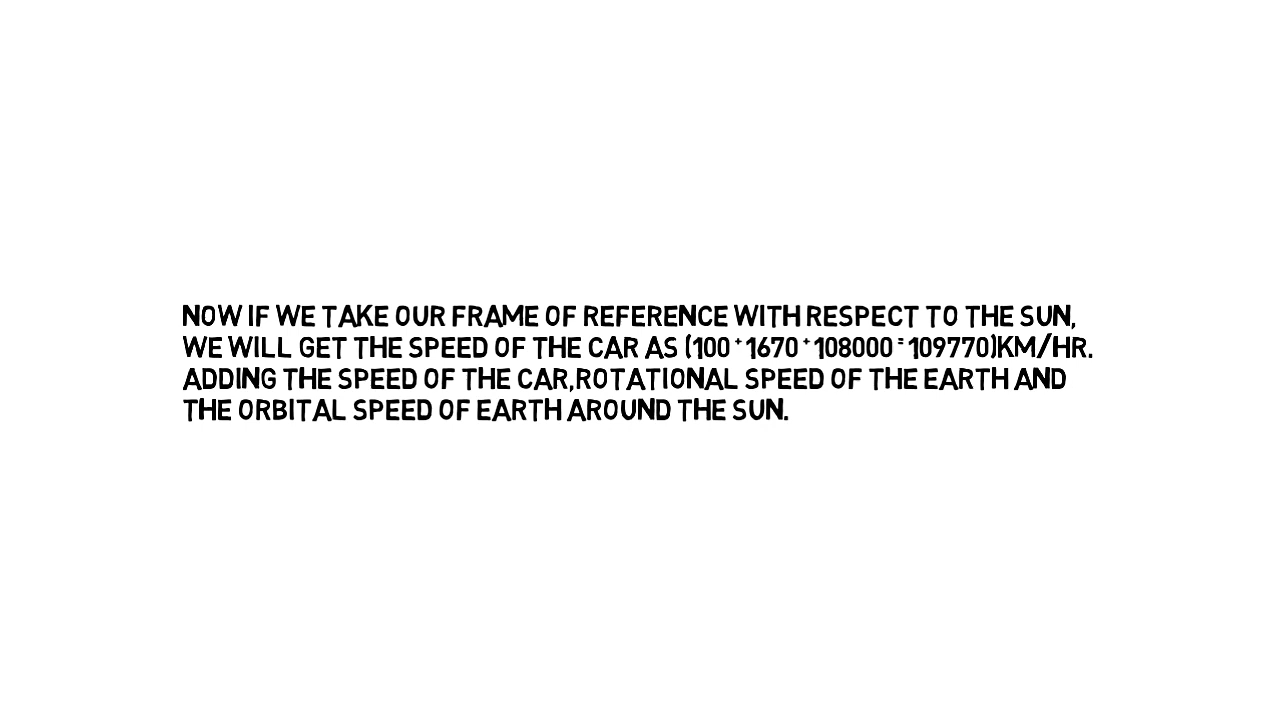 NOW IF WE TAKE OUR FRAME OF REFERENCE WITH RESPECT TO THE SUN,
WE WILL GET THE SPEED OF THE CAR AS (100+1670+108000=109770)KM/HR.
ADDING THE SPEED OF THE CAR,ROTATIONAL SPEED OF THE EARTH AND
THE ORBITAL SPEED OF EARTH AROUND THE SUN.